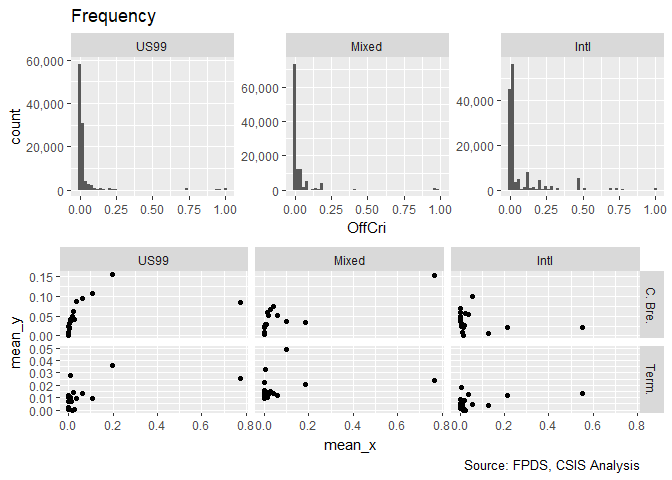 Frequency
US99 Mixed Intl
count
60,000
40,000
20,000
0
60,000
40,000
20,000
0
40,000
20,000
0
0.00 0.25 0.50 0.75 1.00 0.00 0.25 0.50 0.75 1.00 0.00 0.25 0.50 0.75 1.00
OffCri
US99 Mixed Intl
mean_y
0.15
0.10
0.05
0.00
C. Bre.
0.05
0.04
0.03
0.02
0.01
0.00
Term.
0.0 0.2 0.4 0.6 0.8 0.0 0.2 0.4 0.6 0.8 0.0 0.2 0.4 0.6 0.8
mean_x
Source: FPDS, CSIS Analysis